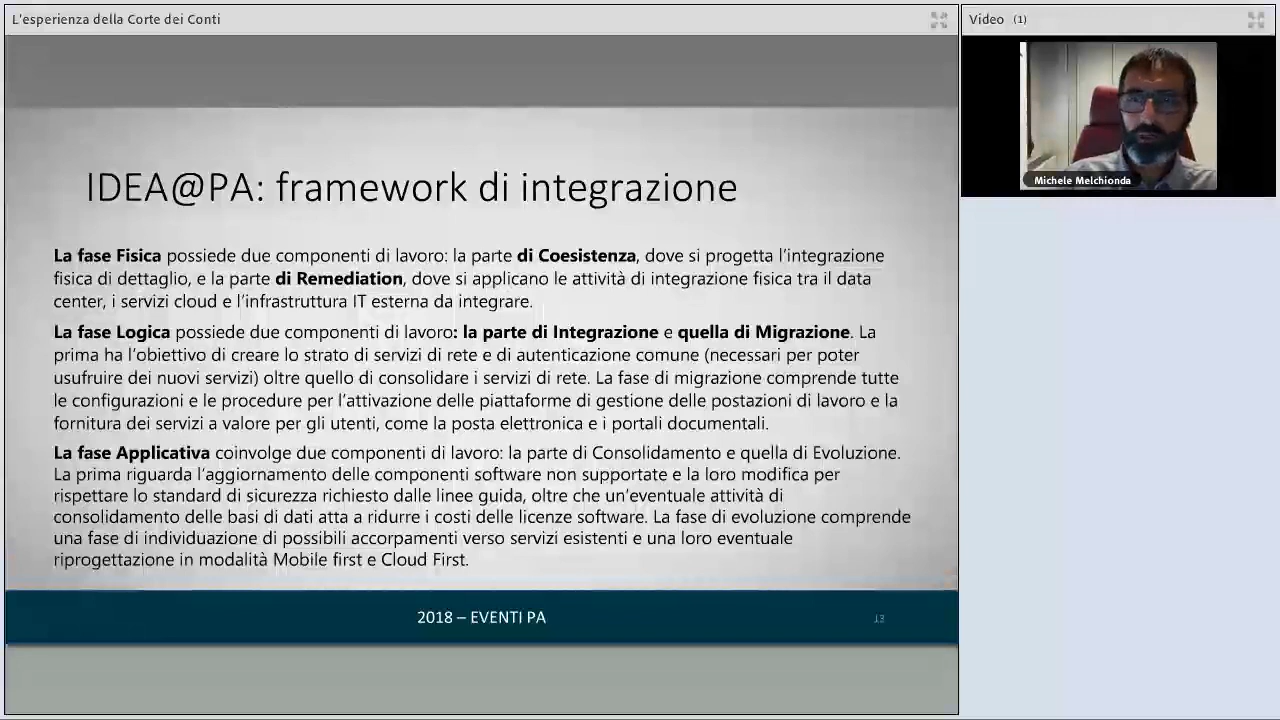 L'esperienza della Corte dei Conti
Video (1)
Michele Melchionda
IDEA@PA: framework di integrazione
La fase Fisica possiede due componenti di lavoro: la parte di Coesistenza, dove si progetta l'integrazione
fisica di dettaglio, e la parte di Remediation, dove si applicano le attività di integrazione fisica tra il data
center, i servizi cloud e l'infrastruttura IT esterna da integrare.
La fase Logica possiede due componenti di lavoro: la parte di Integrazione e quella di Migrazione. La
prima ha l'obiettivo di creare lo strato di servizi di rete e di autenticazione comune (necessari per poter
usufruire dei nuovi servizi) oltre quello di consolidare i servizi di rete. La fase di migrazione comprende tutte
le configurazioni e le procedure per l'attivazione delle piattaforme di gestione delle postazioni di lavoro e la
fornitura dei servizi a valore per gli utenti, come la posta elettronica e i portali documentali.
La fase Applicativa coinvolge due componenti di lavoro: la parte di Consolidamento e quella di Evoluzione.
La prima riguarda l'aggiornamento delle componenti software non supportate e la loro modifica per
rispettare lo standard di sicurezza richiesto dalle linee guida, oltre che un'eventuale attività di
consolidamento delle basi di dati atta a ridurre i costi delle licenze software. La fase di evoluzione comprende
una fase di individuazione di possibili accorpamenti verso servizi esistenti e una loro eventuale
riprogettazione in modalità Mobile first e Cloud First.
2018 – EVENTI PA
13